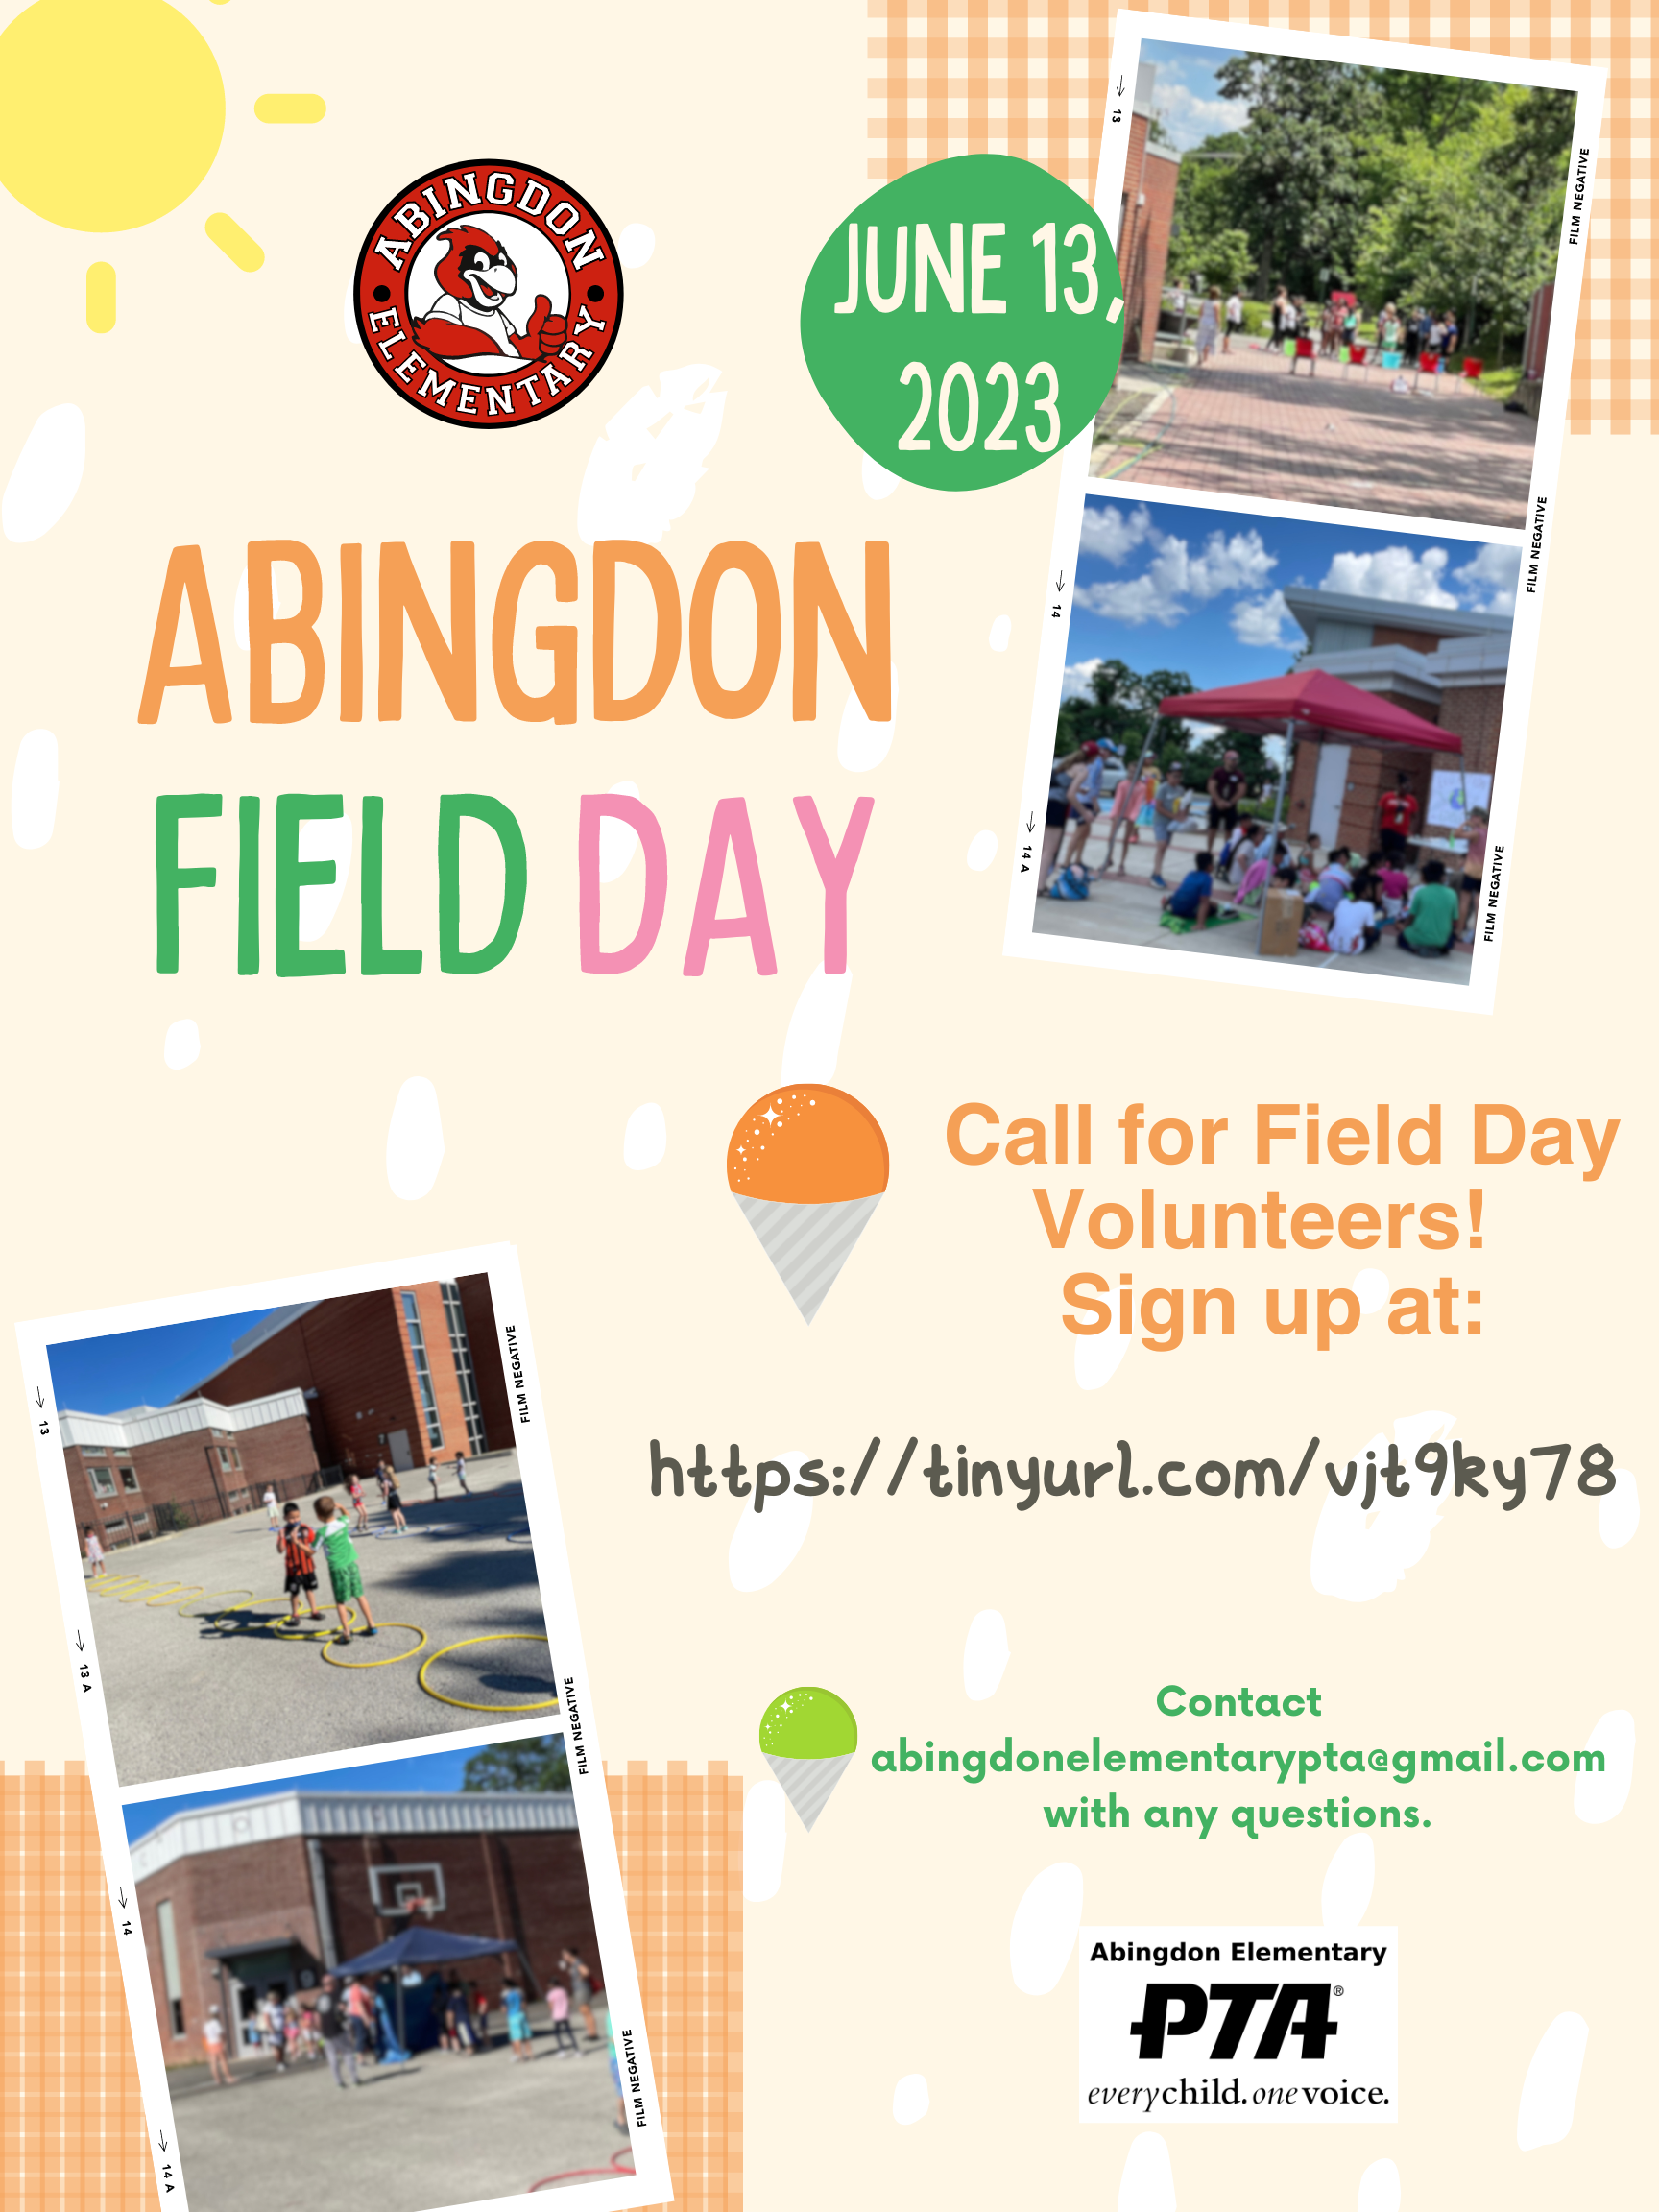 ABINGDON
ELEMENTARY
JUNE 13,
2023
13
FILM NEGATIVE
FILM NEGATIVE
14
14 A
FILM NEGATIVE
ABINGDON
FIELD DAY
Call for Field Day
Volunteers!
Sign up at:
https://tinyurl.com/vjt9ky78
13
FILM NEGATIVE
13 A
FILM NEGATIVE
14
FILM NEGATIVE
14 A
Contact
abingdonelementarypta@gmail.com
with any questions.
Abingdon Elementary
PTA®
everychild.onevoice.